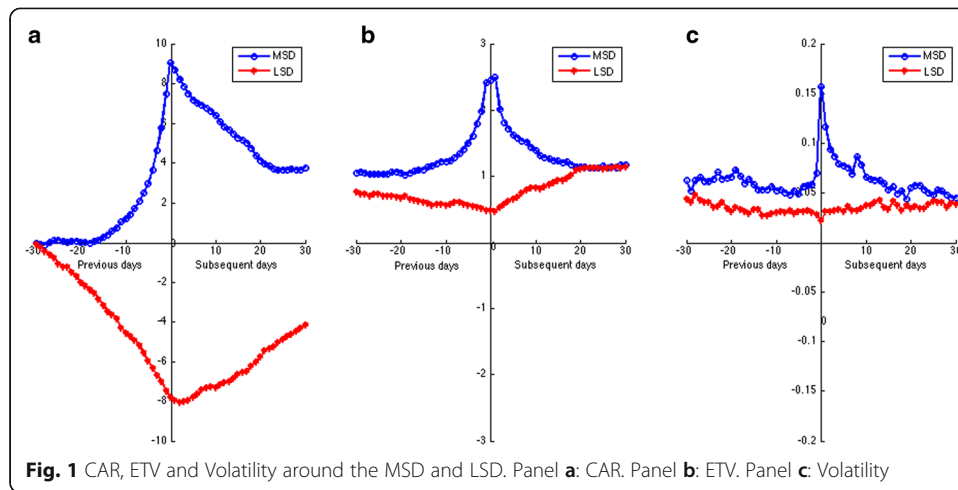 a
10
8
6
4
2
0
-30
-20
-10
10
20
30
Previous days
Subsequent days
-2
-4
-6
-8
-10
MSD
LSD
b
3
2
1
0
-30
-20
-10
10
20
30
Previous days
Subsequent days
-1
-2
-3
MSD
LSD
c
0.2
0.15
0.1
0.05
0
-30
-20
-10
10
20
30
Previous days
Subsequent days
-0.05
0
-0.1
-0.15
-0.2
MSD
LSD
Fig. 1 CAR, ETV and Volatility around the MSD and LSD. Panel a: CAR. Panel b: ETV. Panel c: Volatility